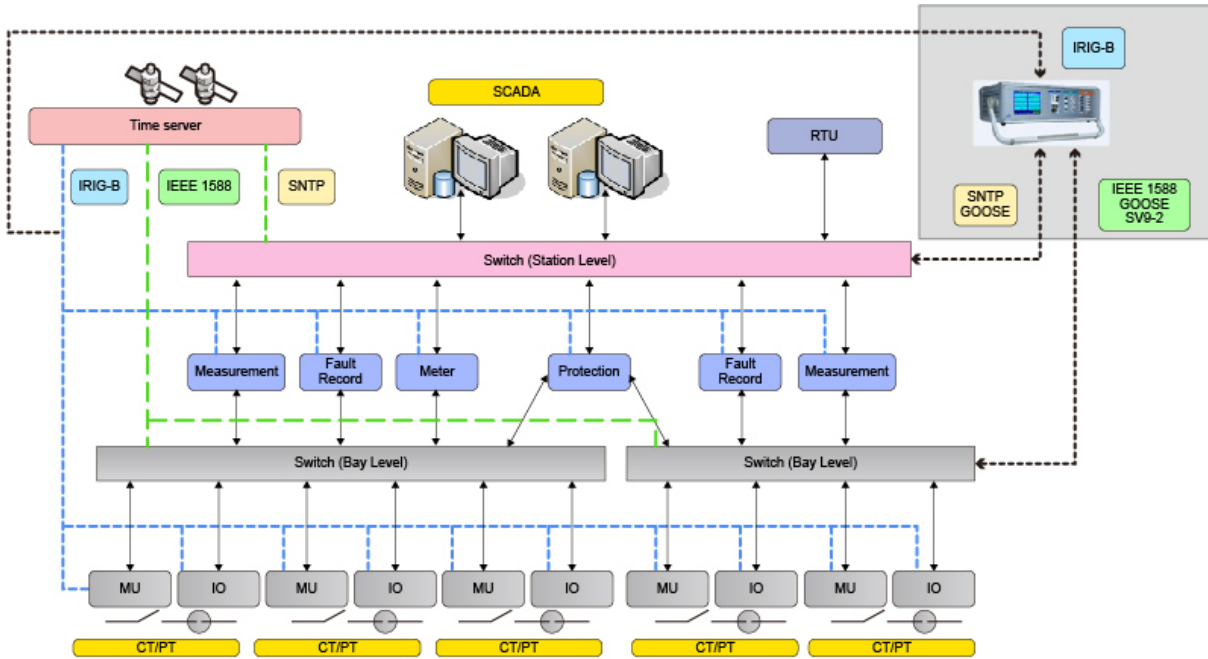 IRIG-B
SCADA
Time server
RTU
IRIG-B
IEEE 1588
SNTP
SNTP
GOOSE
IEEE 1588
GOOSE
SV9-2
Switch (Station Level)
Measurement
Fault
Record
Meter
Protection
Fault
Record
Measurement
Switch (Bay Level)
Switch (Bay Level)
MU
IO
MU
IO
MU
IO
MU
IO
MU
IO
CT/PT
CT/PT
CT/PT
CT/PT
CT/PT